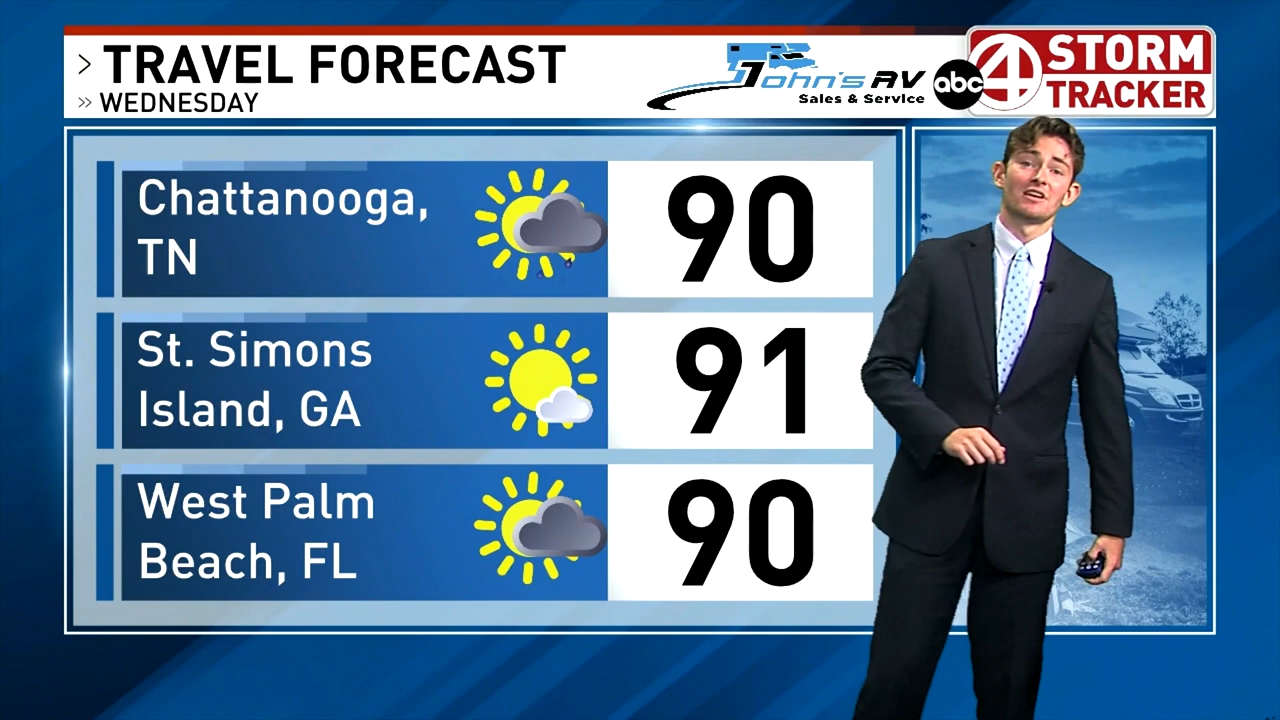 > TRAVEL FORECAST
» WEDNESDAY
John's RV
Sales & Service
abc
4
STORM
TRACKER
Chattanooga,
TN
90
St. Simons
Island, GA
91
West Palm
Beach, FL
90